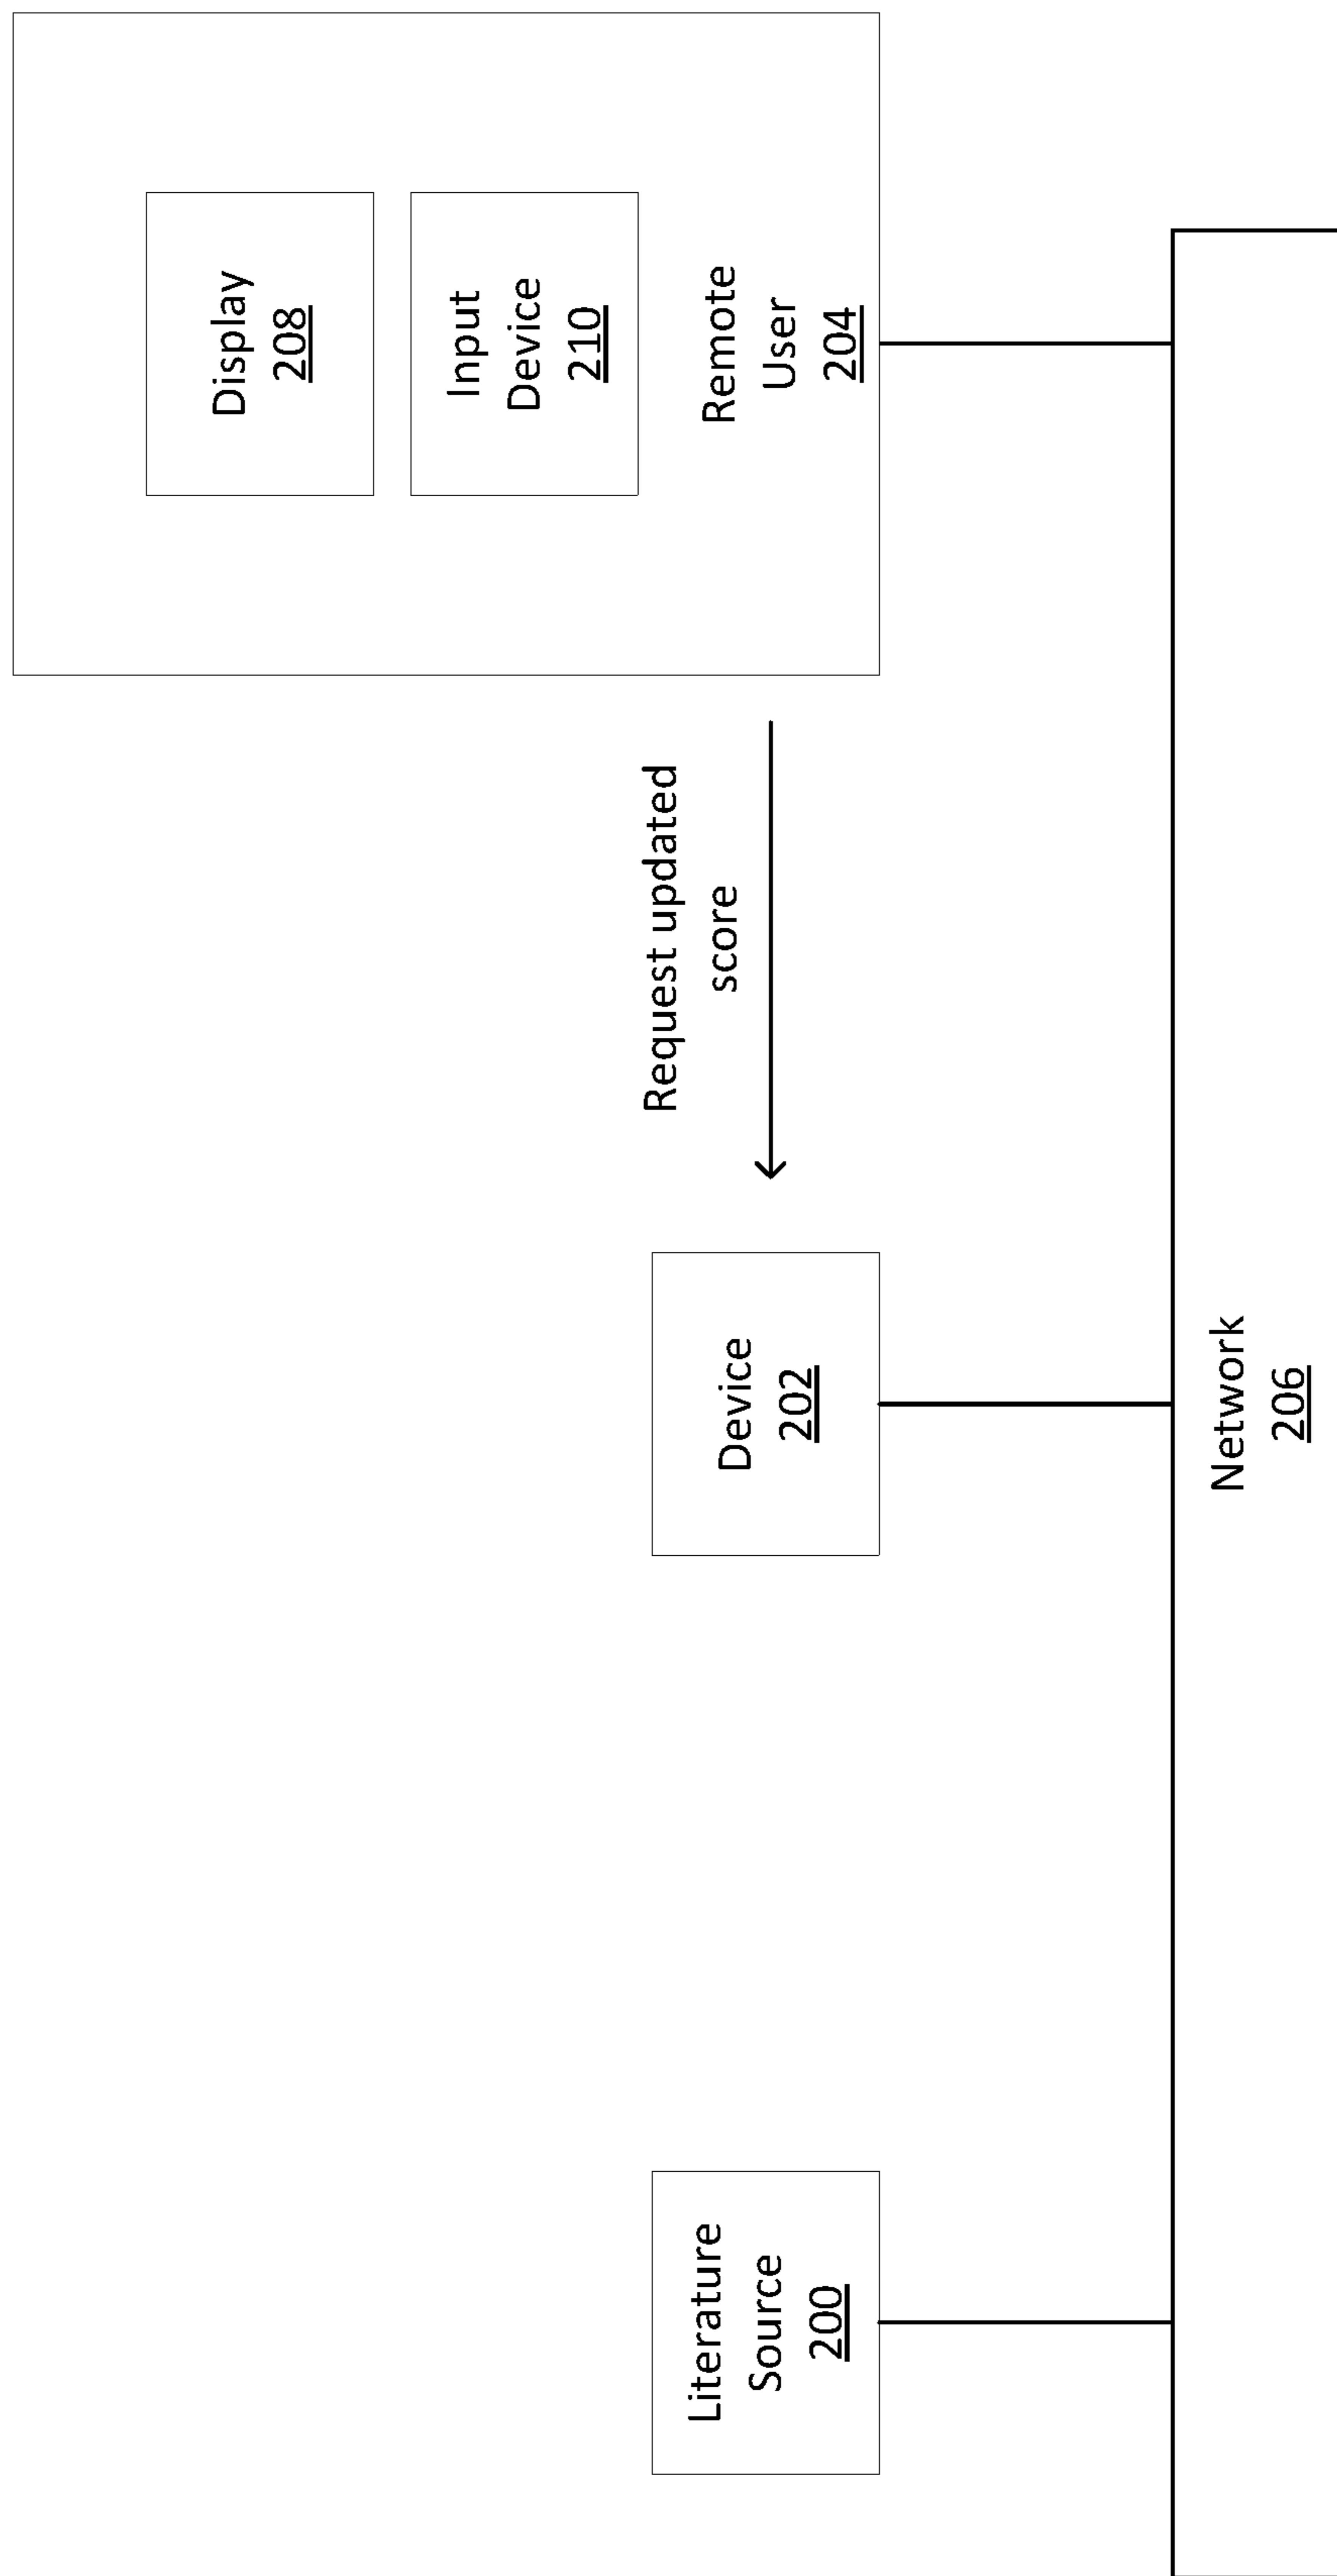 Display
208
Input
Device
210
Remote
User
204
Request updated
score
Device
202
Literature
Source
200
Network
206